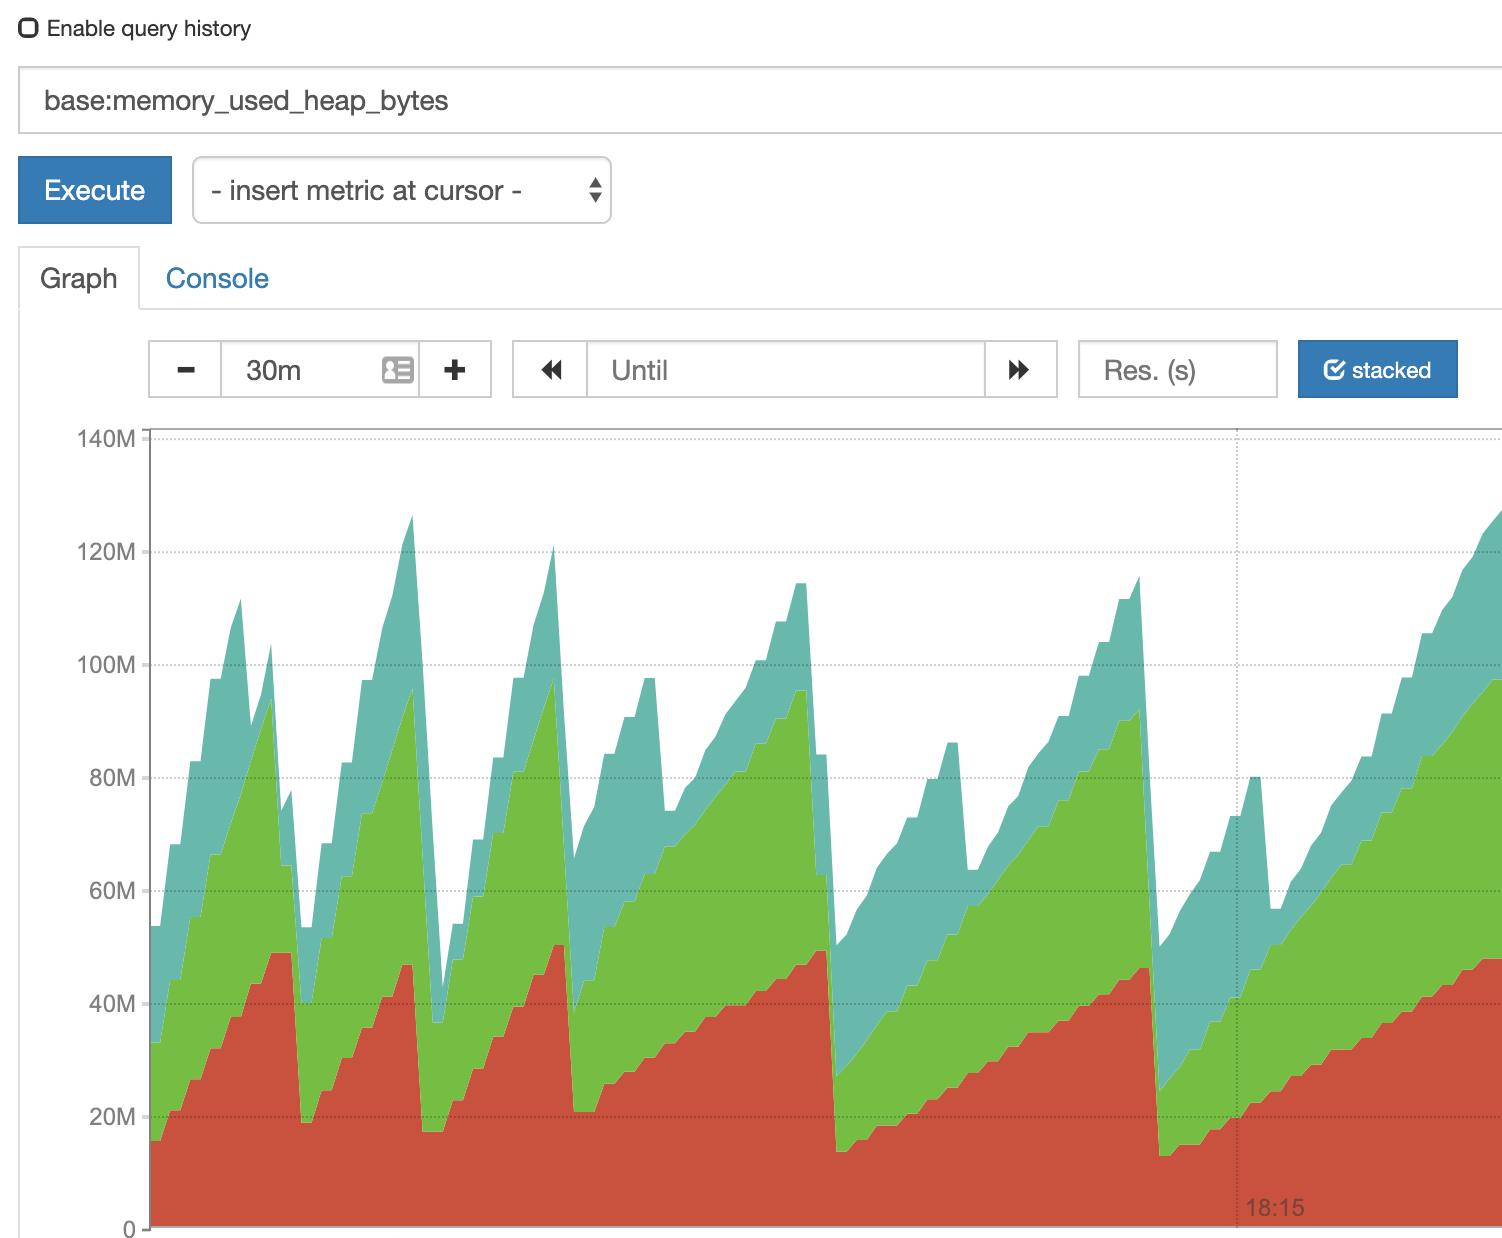 Enable query history
base:memory_used_heap_bytes
Execute
- insert metric at cursor -
Graph
Console
30m
Until
Res. (s)
stacked
140M
120M
100M
80M
60M
40M
20M
0
18:15